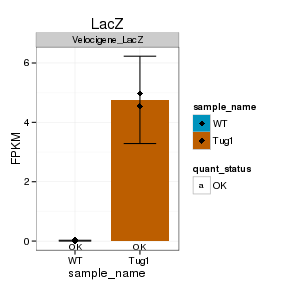 LacZ
Velocigene_LacZ
FPKM
6
4
2
0
OK OK
WT Tug1
sample_name
sample_name
WT
Tug1
quant_status
a OK